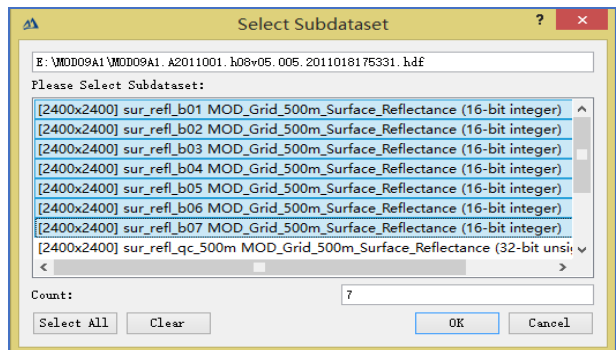 Select Subdataset
?
×
E:\MOD09A1\MOD09A1.A2011001.h08v05.005.2011018175331.hdf
Please Select Subdataset:
[2400x2400] sur_refl_b01 MOD_Grid_500m_Surface_Reflectance (16-bit integer)
[2400x2400] sur_refl_b02 MOD_Grid_500m_Surface_Reflectance (16-bit integer)
[2400x2400] sur_refl_b03 MOD_Grid_500m_Surface_Reflectance (16-bit integer)
[2400x2400] sur_refl_b04 MOD_Grid_500m_Surface_Reflectance (16-bit integer)
[2400x2400] sur_refl_b05 MOD_Grid_500m_Surface_Reflectance (16-bit integer)
[2400x2400] sur_refl_b06 MOD_Grid_500m_Surface_Reflectance (16-bit integer)
[2400x2400] sur_refl_b07 MOD_Grid_500m_Surface_Reflectance (16-bit integer)
[2400x2400] sur_refl_qc_500m MOD_Grid_500m_Surface_Reflectance (32-bit unsi
Count: 7
Select All Clear OK Cancel